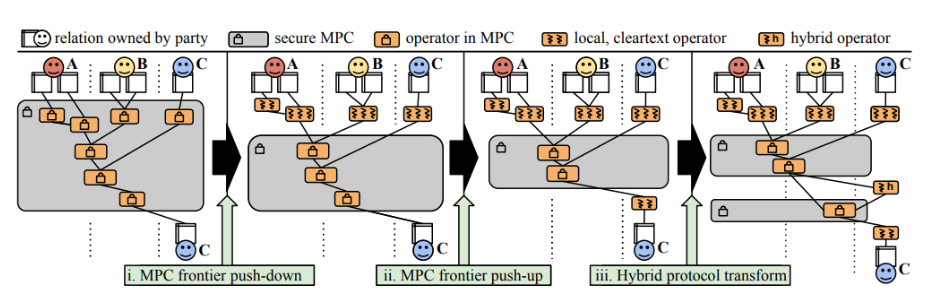 relation owned by party
secure MPC
operator in MPC
local, cleartext operator
h
hybrid operator
A
B
C
A
B
C
A
B
C
A
B
C
h
C
C
C
C
i. MPC frontier push-down
ii. MPC frontier push-up
iii. Hybrid protocol transform